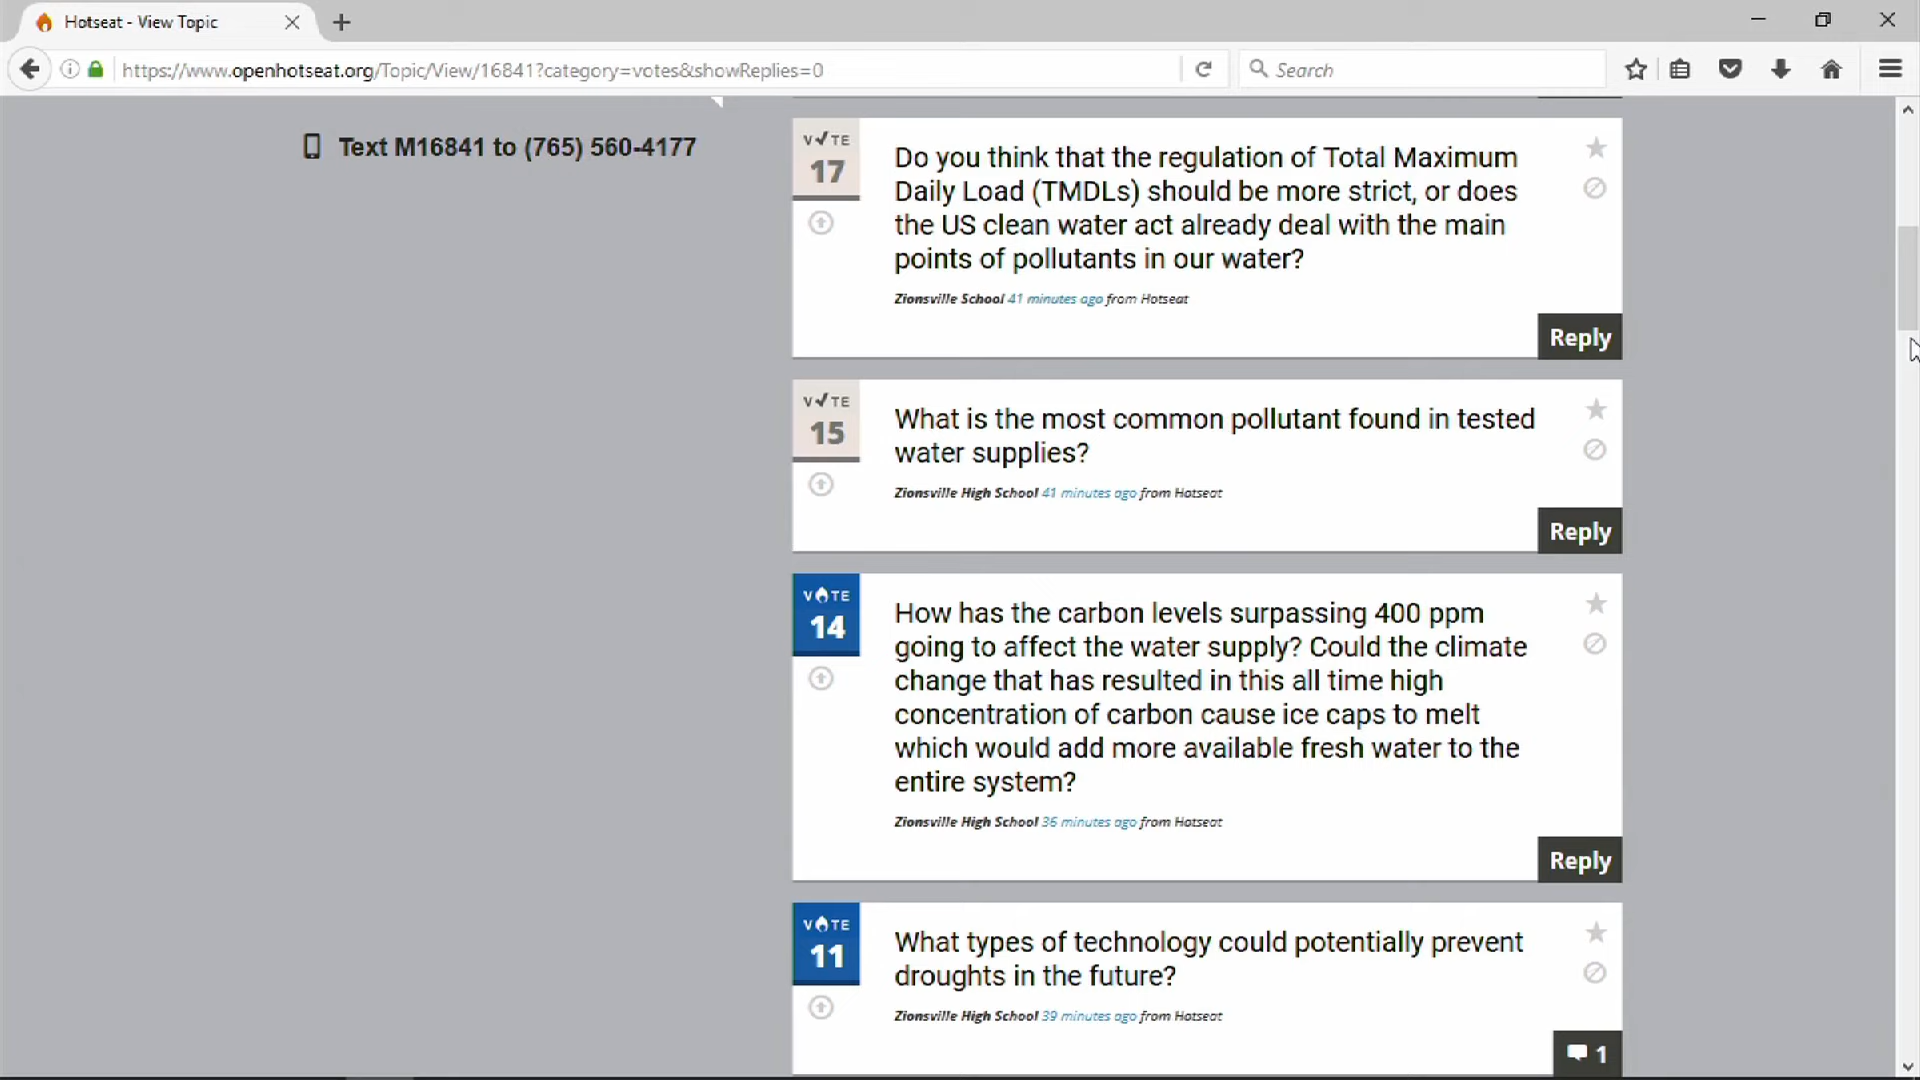 Hotseat - View Topic
https://www.openhotseat.org/Topic/View/16841?category=votes&showReplies=0
Search
Text M16841 to (765) 560-4177
VOTE
17
Do you think that the regulation of Total Maximum
Daily Load (TMDLs) should be more strict, or does
the US clean water act already deal with the main
points of pollutants in our water?
Zionsville School 41 minutes ago from Hotseat
Reply
VOTE
15
What is the most common pollutant found in tested
water supplies?
Zionsville High School 41 minutes ago from Hotseat
Reply
VOTE
14
How has the carbon levels surpassing 400 ppm
going to affect the water supply? Could the climate
change that has resulted in this all time high
concentration of carbon cause ice caps to melt
which would add more available fresh water to the
entire system?
Zionsville High School 36 minutes ago from Hotseat
Reply
VOTE
11
What types of technology could potentially prevent
droughts in the future?
Zionsville High School 39 minutes ago from Hotseat
1